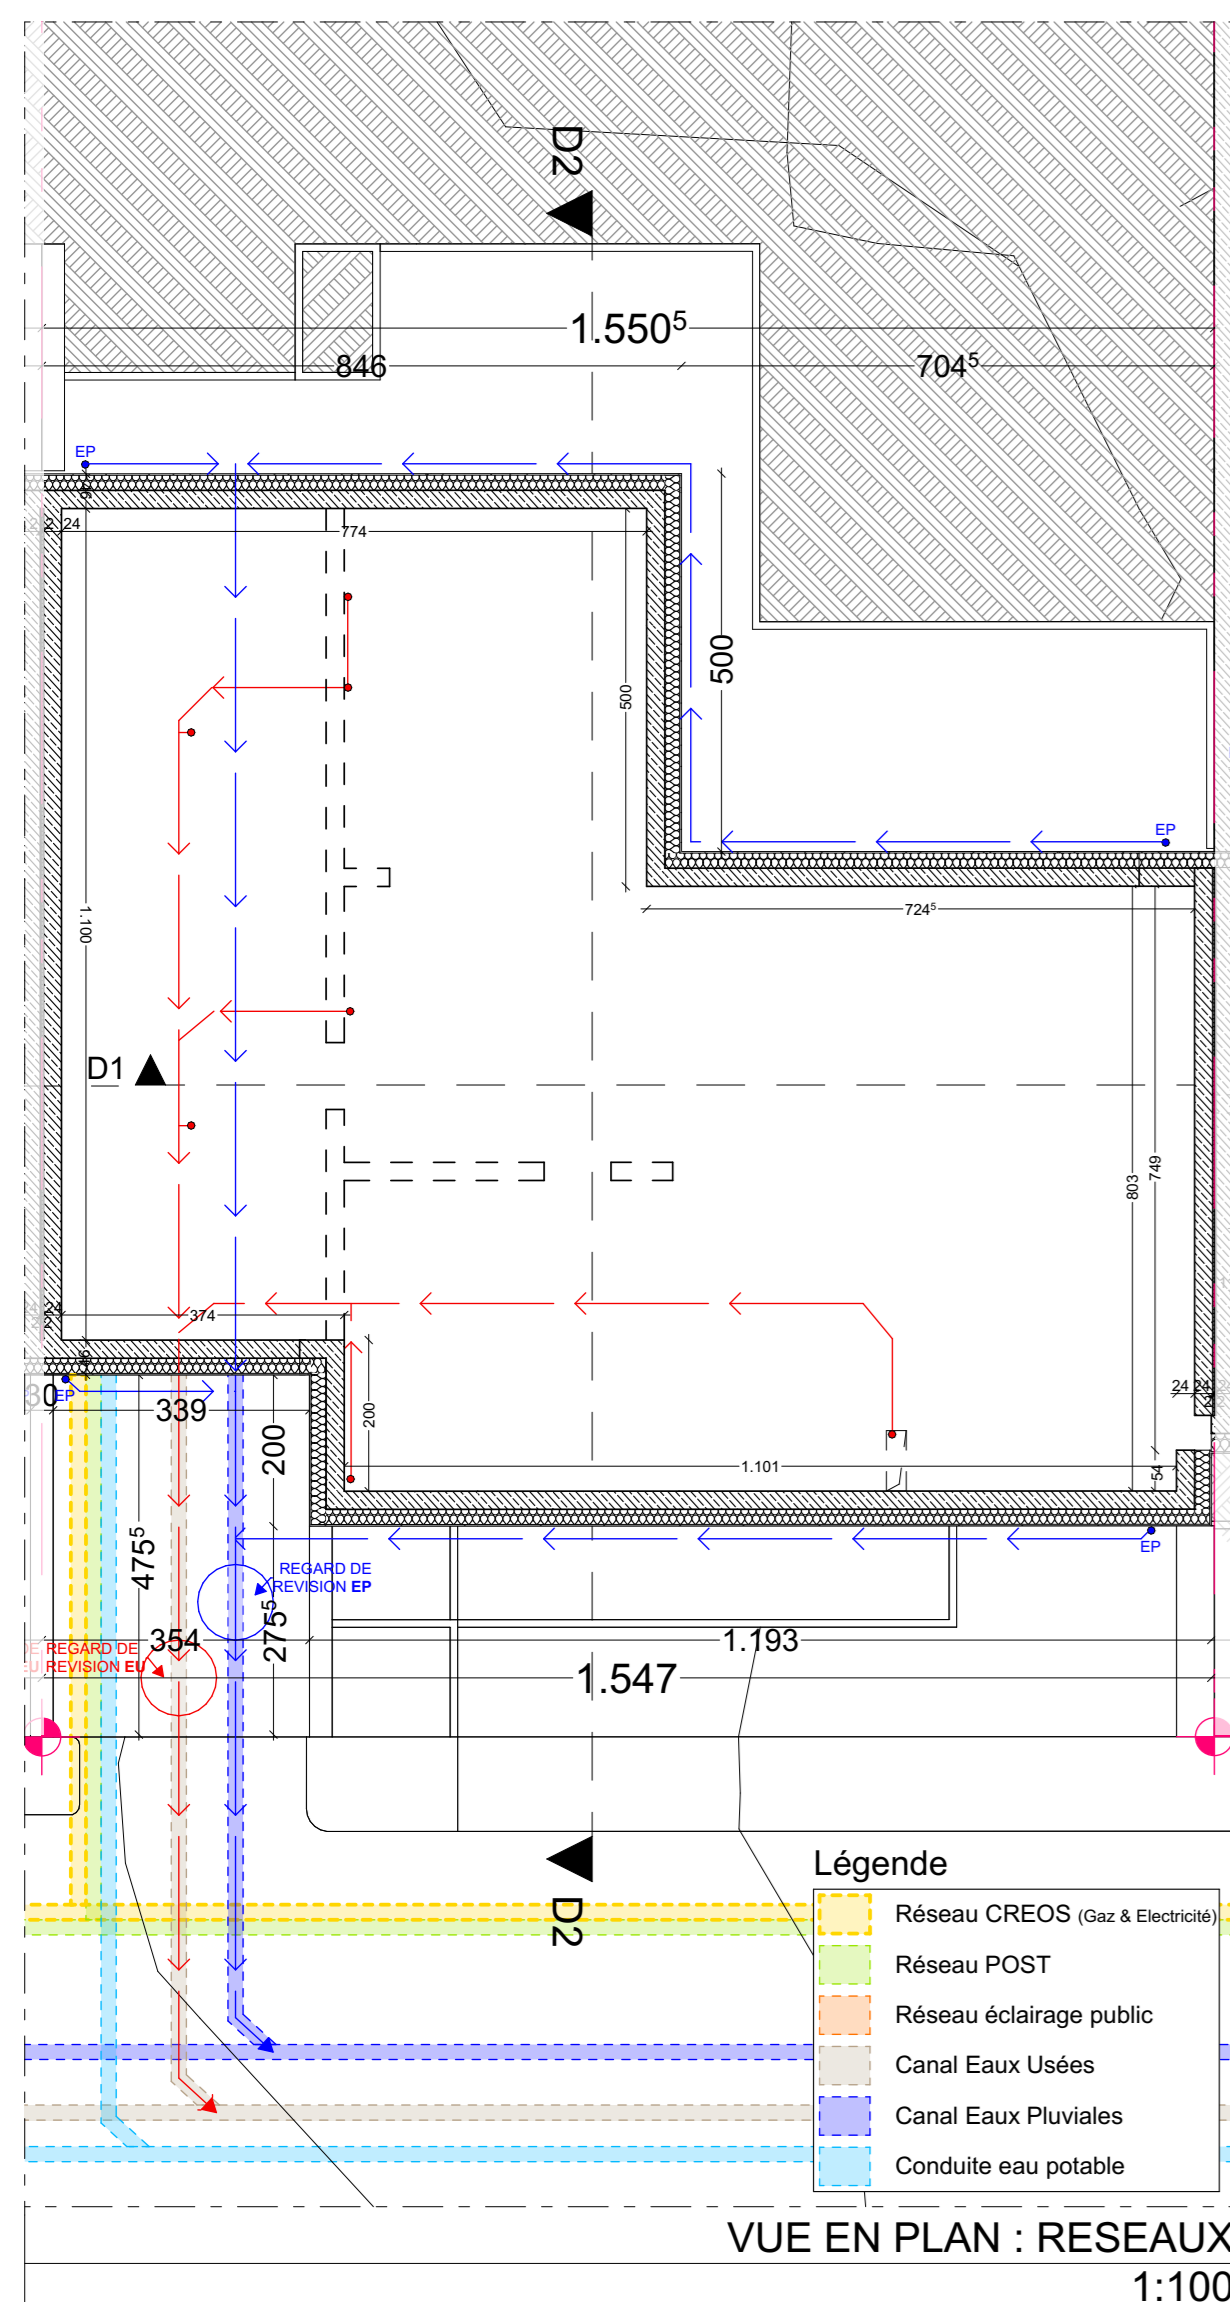 D2
1.550⁵
846
704⁵
EP
46
24
774
500
500
EP
724⁵
1.100
D1
803
749
374
24
46
EP
339
200
200
24
24
1.101
54
475⁵
EP
REGARD DE
REVISION EP
275⁵
REGARD DE
REVISION EU
354
1.193
1.547
D2
Légende
Réseau CREOS (Gaz & Electricité)
Réseau POST
Réseau éclairage public
Canal Eaux Usées
Canal Eaux Pluviales
Conduite eau potable
VUE EN PLAN : RESEAUX
1:100